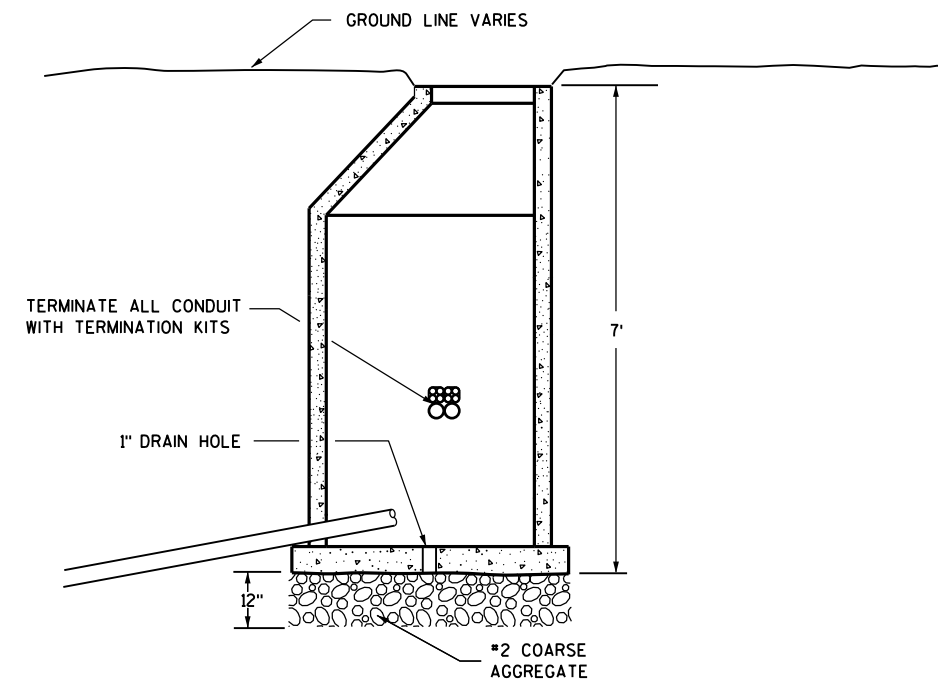 GROUND LINE VARIES
TERMINATE ALL CONDUIT
WITH TERMINATION KITS
7'
1" DRAIN HOLE
12"
#2 COARSE
AGGREGATE